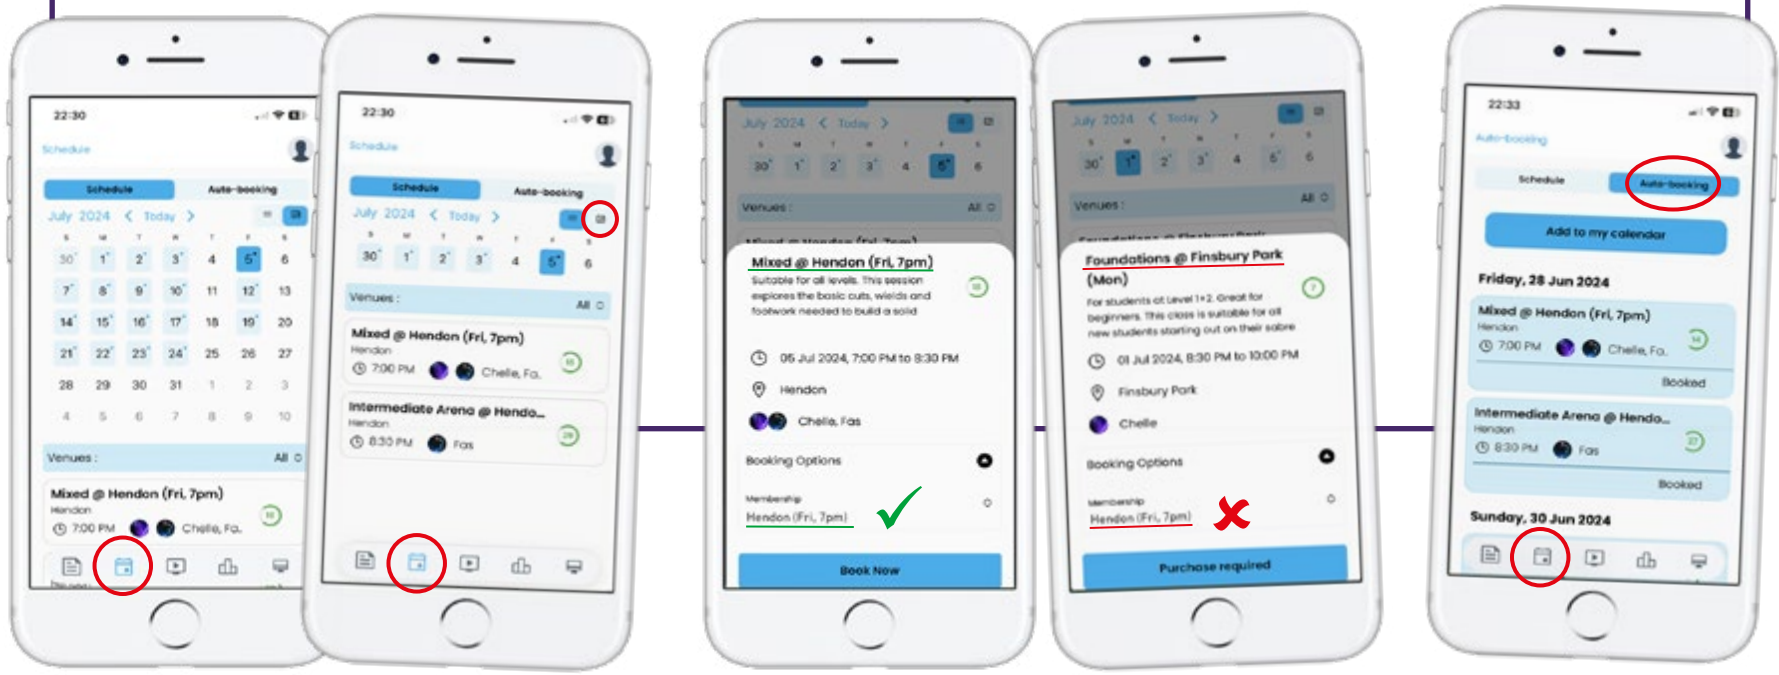 22:30
Schedule
Schedule Auto-booking
July 2024 < Today >
S M T W T F S
30 1 2 3 4 5 6
7 8 9 10 11 12 13
14 15 16 17 18 19 20
21 22 23 24 25 26 27
28 29 30 31 1 2 3
4 5 6 7 8 9 10
Venues : All
Mixed @ Hendon (Fri, 7pm)
Hendon
7:00 PM Chelle, Fa..
22:30
Schedule
Schedule Auto-booking
July 2024 < Today >
S M T W T F S
30 1 2 3 4 5 6
Venues : All
Mixed @ Hendon (Fri, 7pm)
Hendon
7:00 PM Chelle, Fa..
Intermediate Arena @ Hendo...
Hendon
8:30 PM Fas
July 2024 < Today >
S M T W T F S
30 1 2 3 4 5 6
Venues : All
Mixed @ Hendon (Fri, 7pm)
Mixed @ Hendon (Fri, 7pm)
Suitable for all levels. This session
explores the basic cuts, wields and
footwork needed to build a solid
05 Jul 2024, 7:00 PM to 8:30 PM
Hendon
Chelle, Fas
Booking Options
Membership
Hendon (Fri, 7pm)
Book Now
July 2024 < Today >
S M T W T F S
30 1 2 3 4 5 6
Venues : All
Foundations @ Finsbury Park
Foundations @ Finsbury Park
(Mon)
7
For students at Level 1+2. Great for
beginners. This class is suitable for all
new students starting out on their sabre
01 Jul 2024, 8:30 PM to 10:00 PM
Finsbury Park
Chelle
Booking Options
Membership
Hendon (Fri, 7pm)
Purchase required
22:33
Auto-booking
Schedule Auto-booking
Add to my calendar
Friday, 28 Jun 2024
Mixed @ Hendon (Fri, 7pm)
Hendon
7:00 PM Chelle, Fa..
14
Booked
Intermediate Arena @ Hendo...
Hendon
8:30 PM Fas
27
Booked
Sunday, 30 Jun 2024